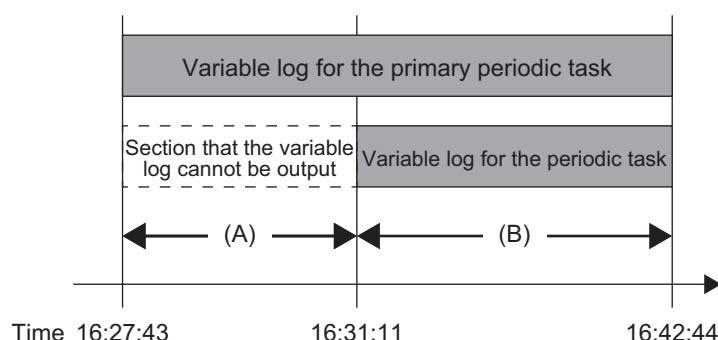 Variable log for the primary periodic task
Section that the variable
log cannot be output
Variable log for the periodic task
(A)
(B)
Time 16:27:43
16:31:11
16:42:44